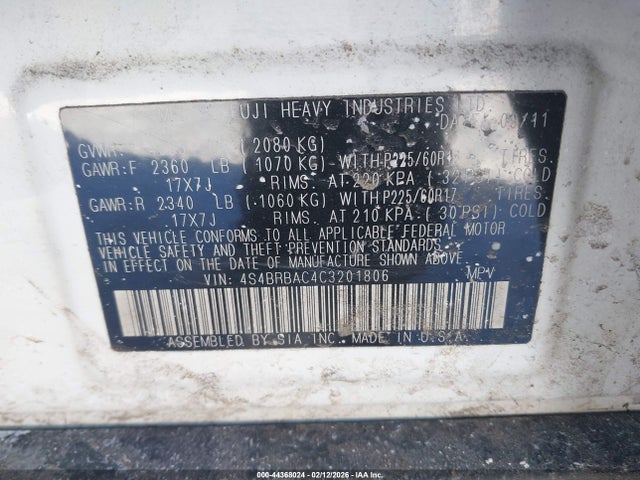 FUJI HEAVY INDUSTRIES LTD.
DATE /11
GVWR: (2080 KG)
GAWR:F 2360 LB (1070 KG) WITH P225/60R17 TIRES
17X7J RIMS. AT 220 KPA (32 PSI) COLD
GAWR:R 2340 LB (1060 KG) WITH P225/60R17 TIRES
17X7J RIMS. AT 210 KPA (30 PSI) COLD
THIS VEHICLE CONFORMS TO ALL APPLICABLE FEDERAL MOTOR
VEHICLE SAFETY AND THEFT PREVENTION STANDARDS
IN EFFECT ON THE DATE OF MANUFACTURE SHOWN ABOVE
VIN: 4S4BRBAC4C3201806 MPV
ASSEMBLED BY SIA INC. MADE IN U.S.A.
000-44368024 - 02/12/2026 - IAA Inc.